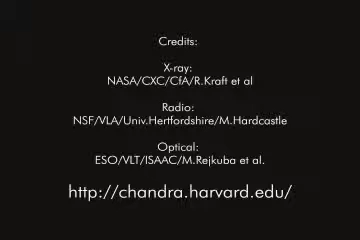 Credits:
X-ray:
NASA/CXC/CfA/R.Kraft et al
Radio:
NSF/VLA/Univ.Hertfordshire/M.Hardcastle
Optical:
ESO/VLT/ISAAC/M.Rejkuba et al.
http://chandra.harvard.edu/